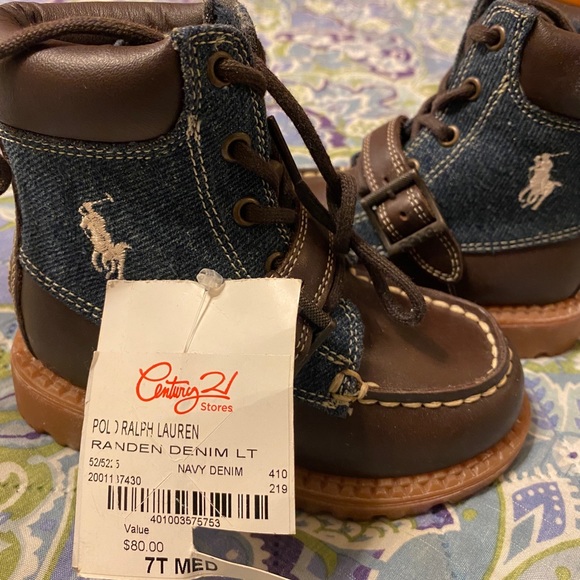 Century 21
Stores
POLO RALPH LAUREN
RANDEN DENIM LT
NAVY DENIM 410
219
401003575753
Value
$80.00
7T MED